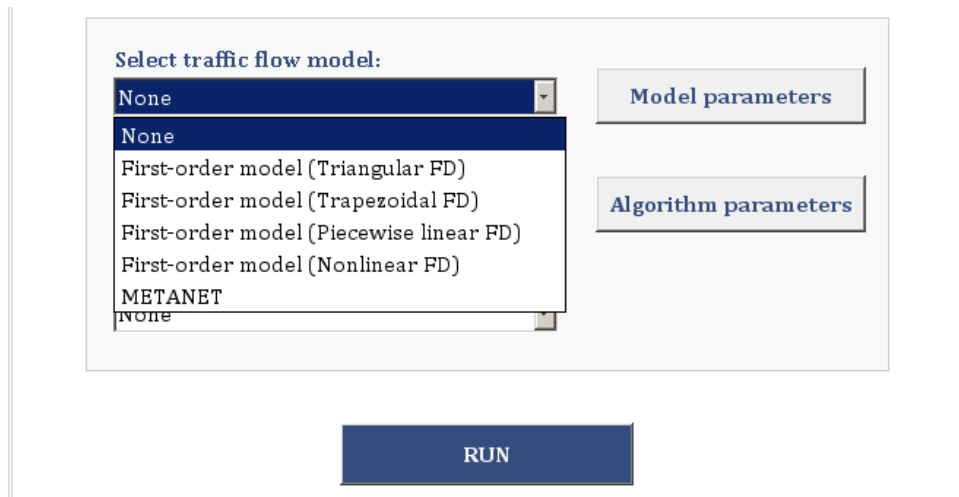 Select traffic flow model:
None
Model parameters
None
First-order model (Triangular FD)
First-order model (Trapezoidal FD)
Algorithm parameters
First-order model (Piecewise linear FD)
First-order model (Nonlinear FD)
METANET
None
RUN